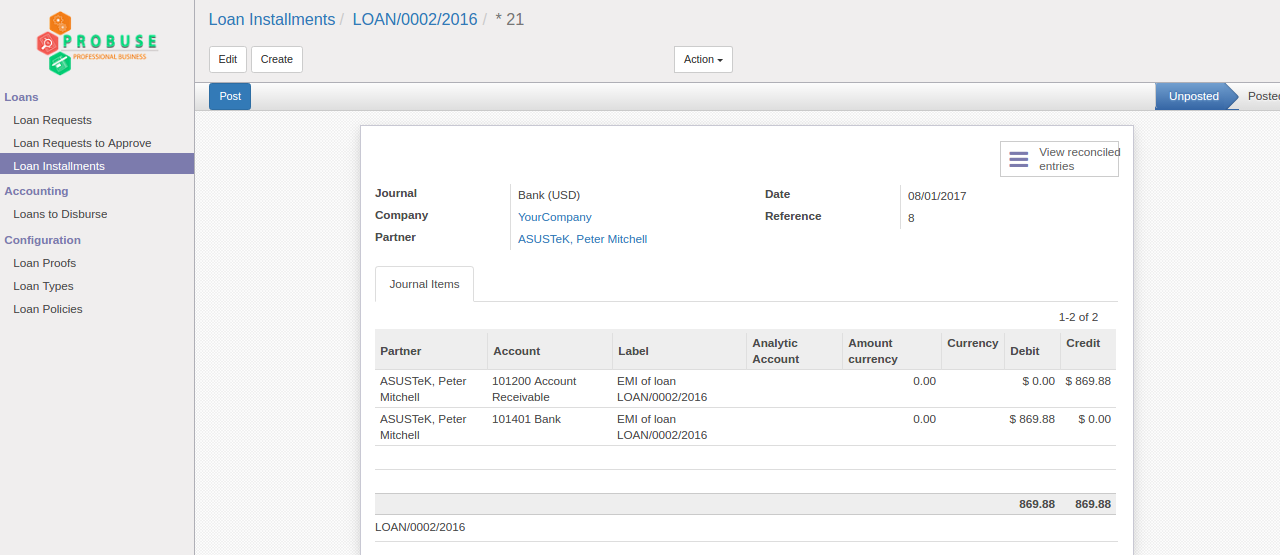 PROBUSE
PROFESSIONAL BUSINESS
Loans
Loan Requests
Loan Requests to Approve
Loan Installments
Accounting
Loans to Disburse
Configuration
Loan Proofs
Loan Types
Loan Policies
Loan Installments / LOAN/0002/2016 / * 21
Edit Create Action
Post Unposted Posted
View reconciled
entries
Journal Bank (USD) Date 08/01/2017
Company YourCompany Reference 8
Partner ASUSTeK, Peter Mitchell
Journal Items
1-2 of 2
Partner Account Label Analytic Account Amount currency Currency Debit Credit
ASUSTeK, Peter 101200 Account EMI of loan 0.00 $ 0.00 $ 869.88
Mitchell Receivable LOAN/0002/2016
ASUSTeK, Peter 101401 Bank EMI of loan 0.00 $ 869.88 $ 0.00
Mitchell LOAN/0002/2016
869.88 869.88
LOAN/0002/2016